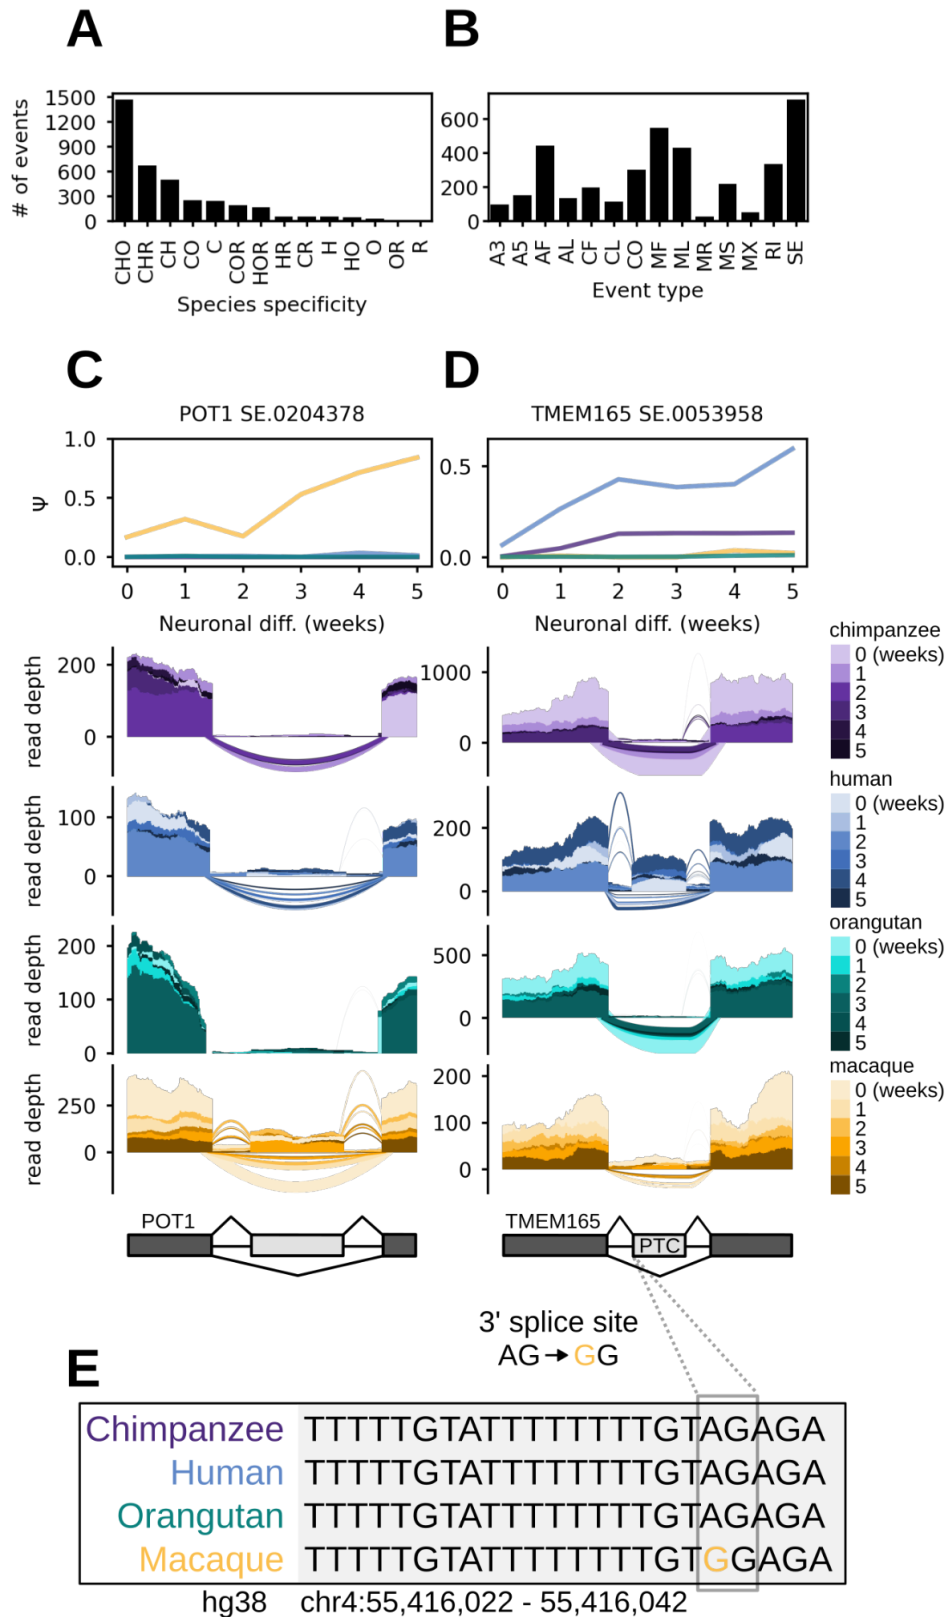 A
B
# of events
1500
1200
900
600
300
0
CHO
CHR
CH
CO
C
COR
HOR
HR
CR
H
HO
O
OR
R
Species specificity
600
400
200
0
A3
A5
AF
AL
CF
CL
CO
MF
ML
MR
MS
MX
RI
SE
Event type
C
D
POT1 SE.0204378
TMEM165 SE.0053958
Ψ
1.0
0.5
0.0
0 1 2 3 4 5
Neuronal diff. (weeks)
0.5
0.0
0 1 2 3 4 5
Neuronal diff. (weeks)
read depth
200
0
1000
0
chimpanzee
0 (weeks)
1
2
3
4
5
read depth
100
0
200
0
human
0 (weeks)
1
2
3
4
5
read depth
200
100
0
500
0
orangutan
0 (weeks)
1
2
3
4
5
read depth
250
0
200
100
0
macaque
0 (weeks)
1
2
3
4
5
POT1
TMEM165
PTC
3' splice site
AG→GG
E
Chimpanzee TTTTTGTATTTTTTTTGTAGAGA
Human TTTTTGTATTTTTTTTGTAGAGA
Orangutan TTTTTGTATTTTTTTTGTAGAGA
Macaque TTTTTGTATTTTTTTTGTGGAGA
hg38 chr4:55,416,022 - 55,416,042